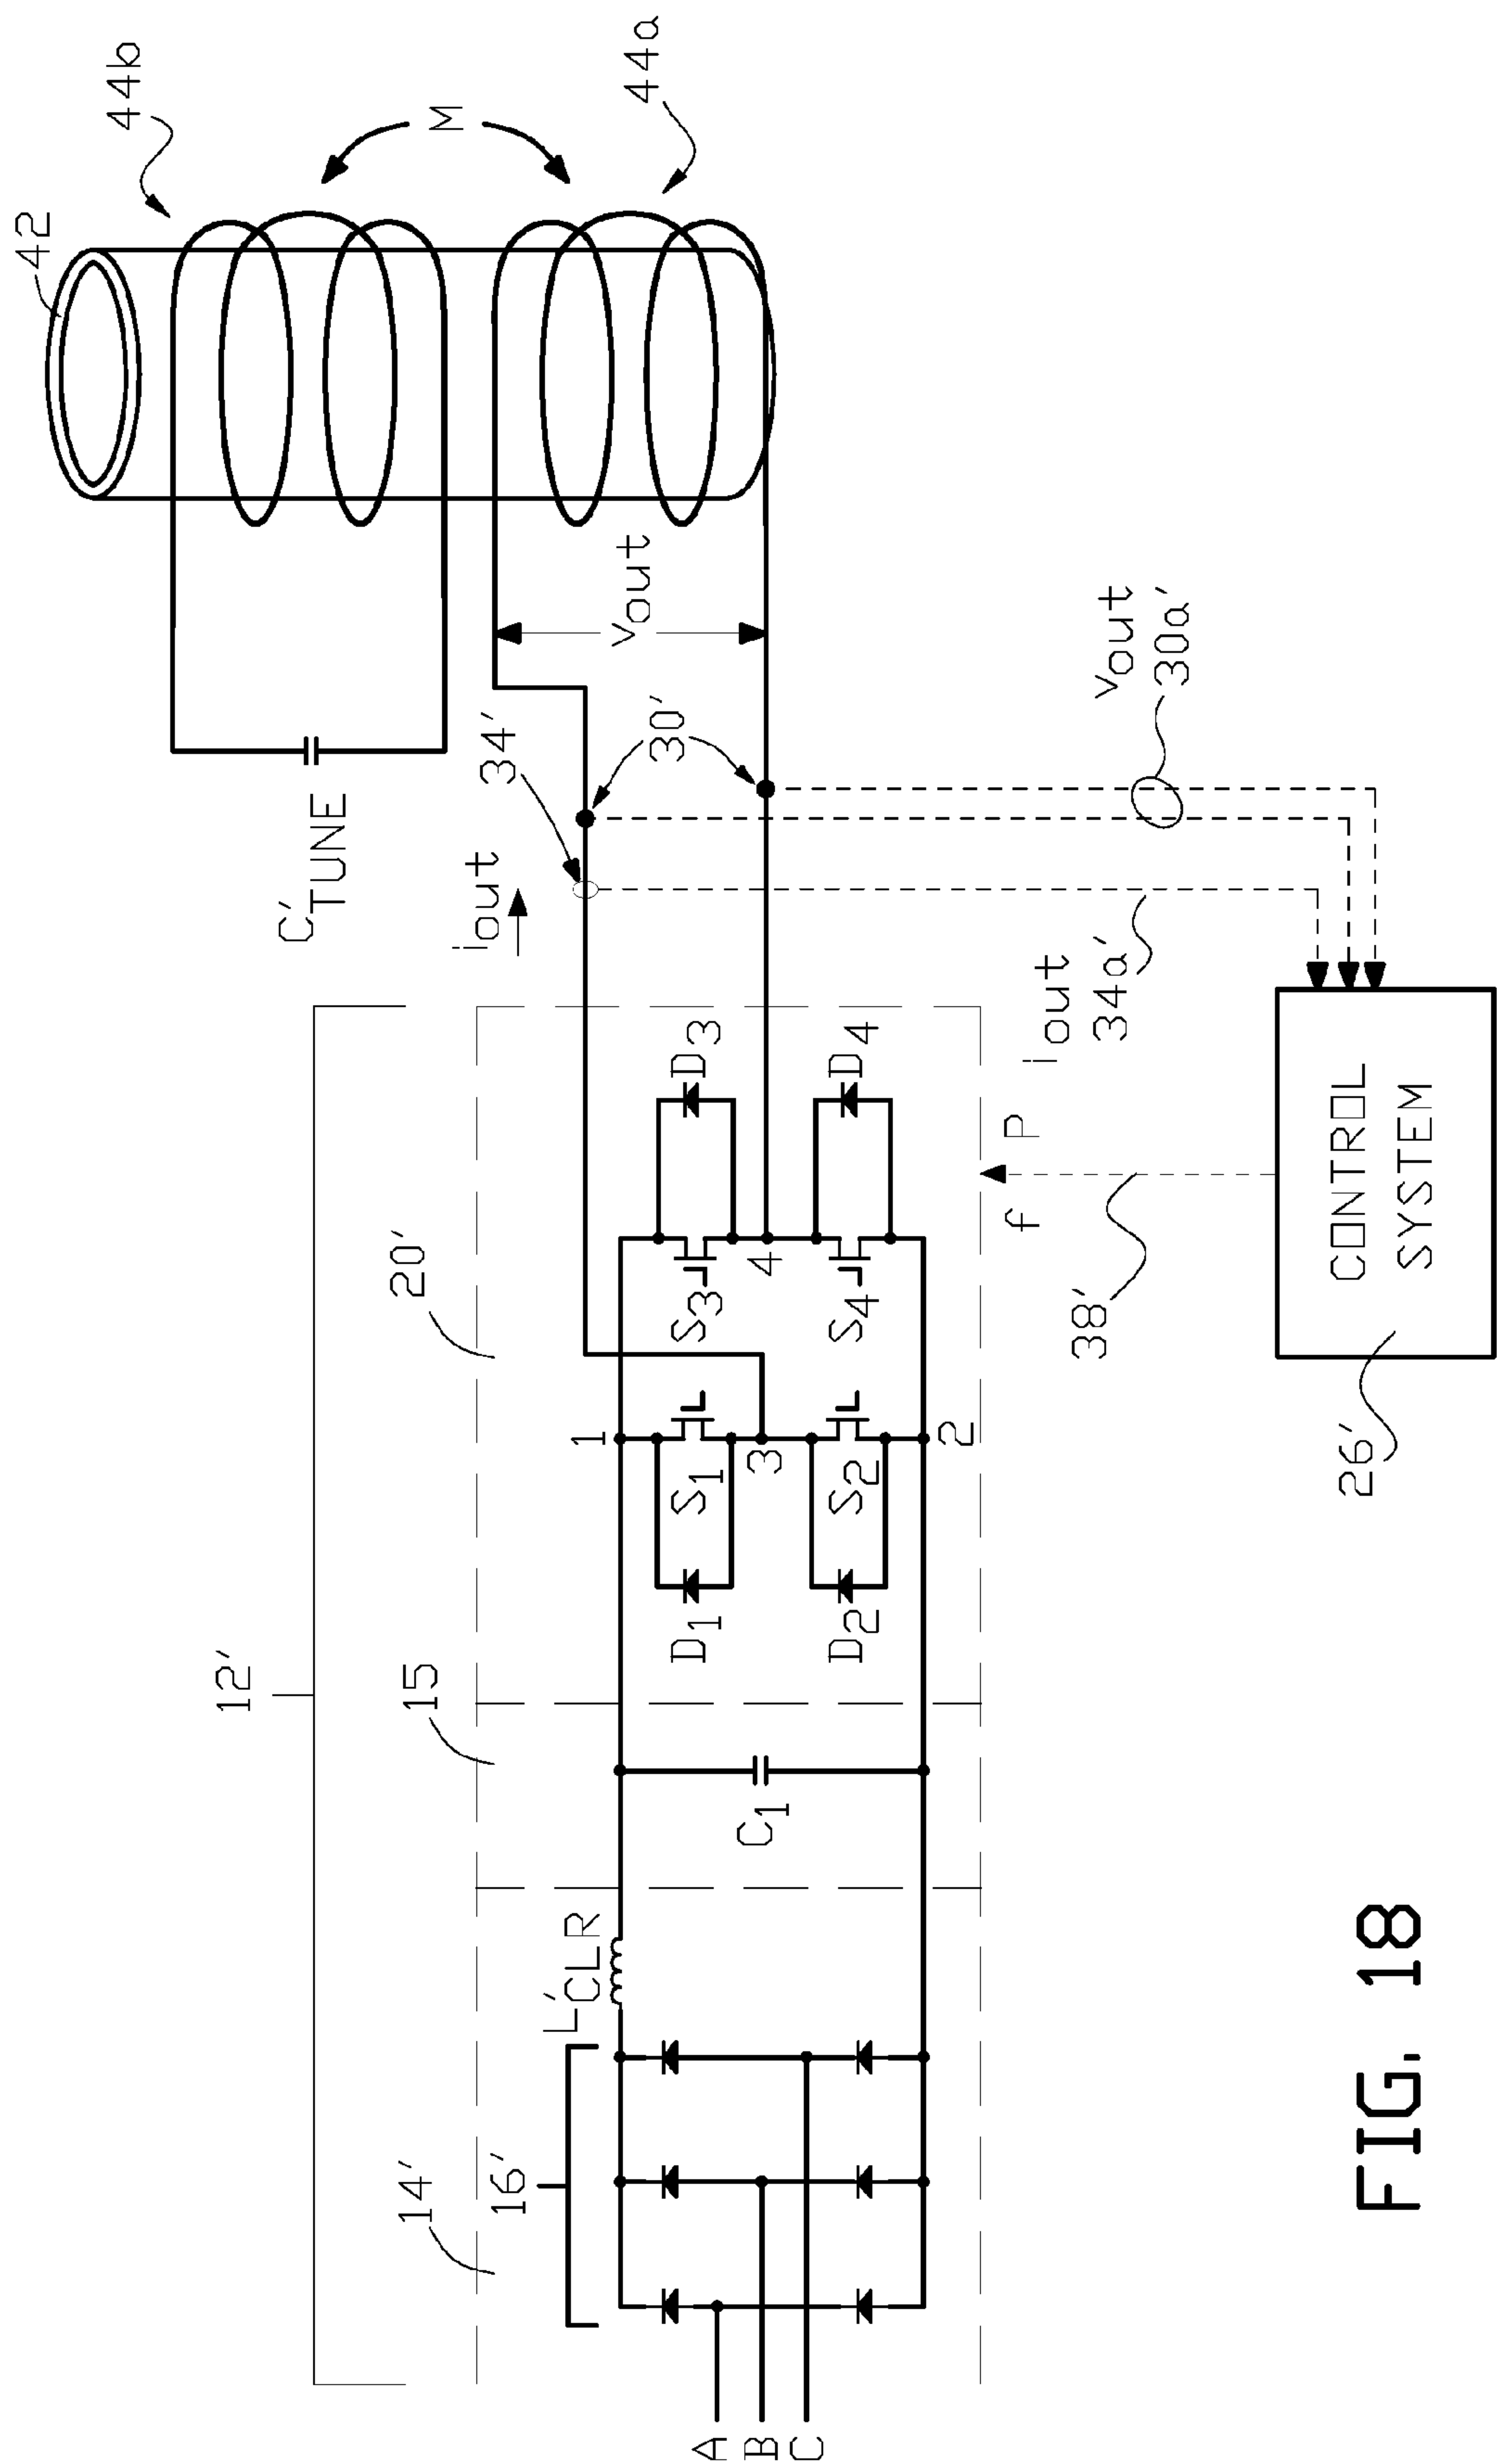 12′
14′
16′
L′CLR
15
20′
C1
A
B
C
D1
S1
D2
S2
1
2
3
4
S3
D3
S4
D4
iout
34′
30′
vout
C′TUNE
42
44b
M
44a
vout
30a′
iout
34a′
f P
38′
CONTROL
SYSTEM
26′
FIG. 18